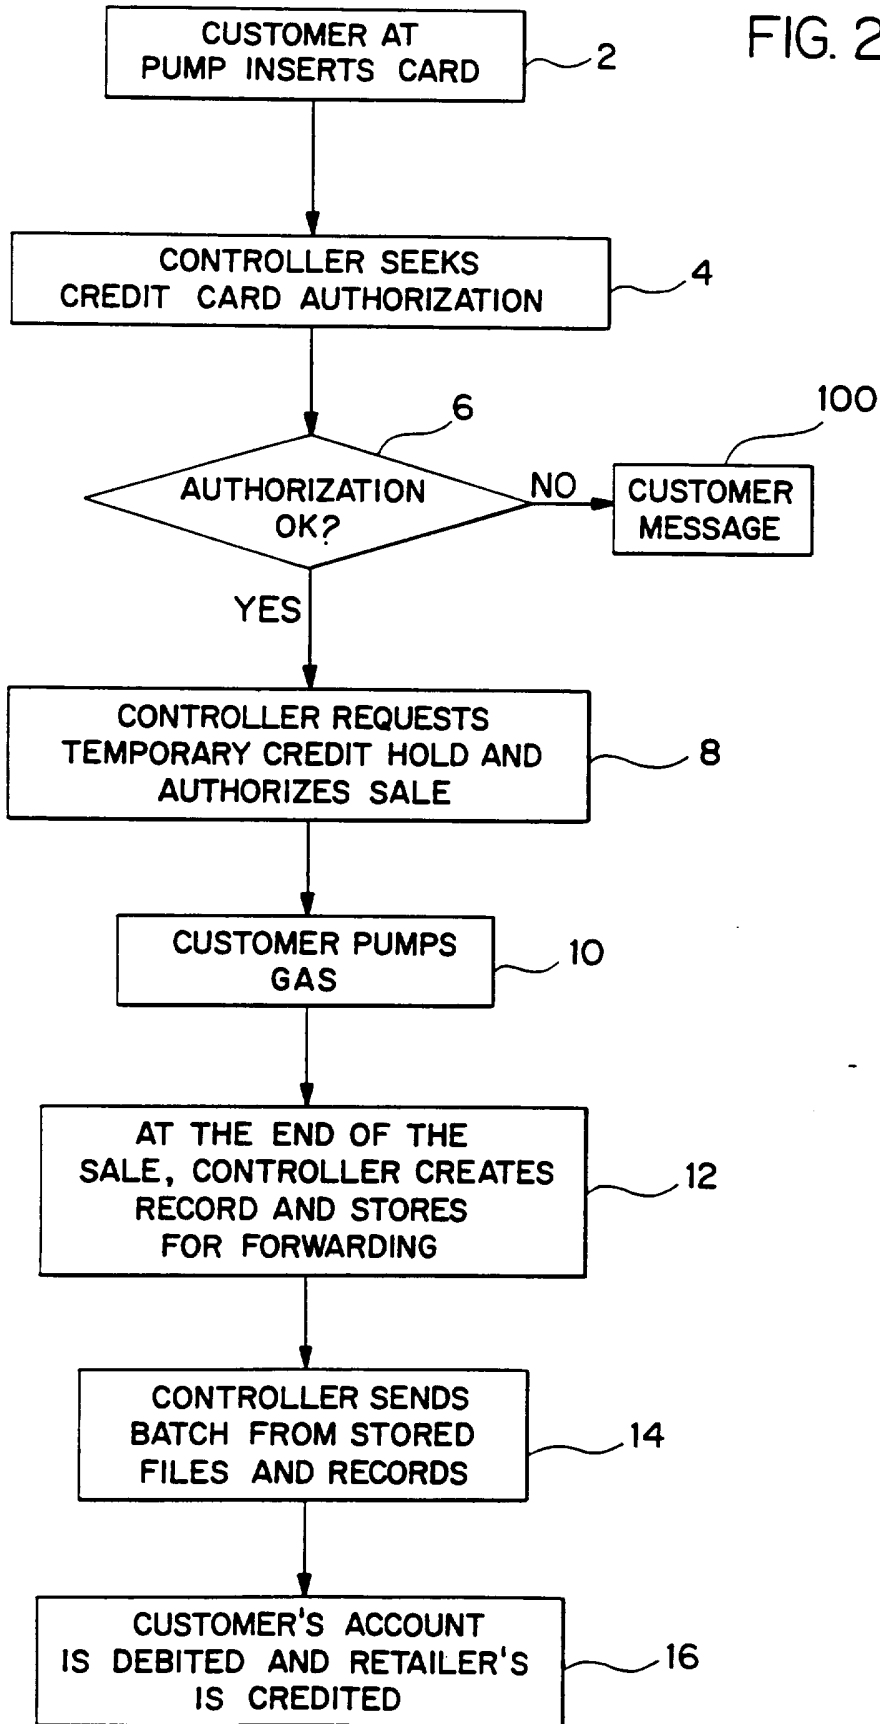 FIG. 2
CUSTOMER AT
PUMP INSERTS CARD
2
CONTROLLER SEEKS
CREDIT CARD AUTHORIZATION
4
6
100
AUTHORIZATION
OK?
NO
CUSTOMER
MESSAGE
YES
CONTROLLER REQUESTS
TEMPORARY CREDIT HOLD AND
AUTHORIZES SALE
8
CUSTOMER PUMPS
GAS
10
AT THE END OF THE
SALE, CONTROLLER CREATES
RECORD AND STORES
FOR FORWARDING
12
CONTROLLER SENDS
BATCH FROM STORED
FILES AND RECORDS
14
CUSTOMER'S ACCOUNT
IS DEBITED AND RETAILER'S
IS CREDITED
16